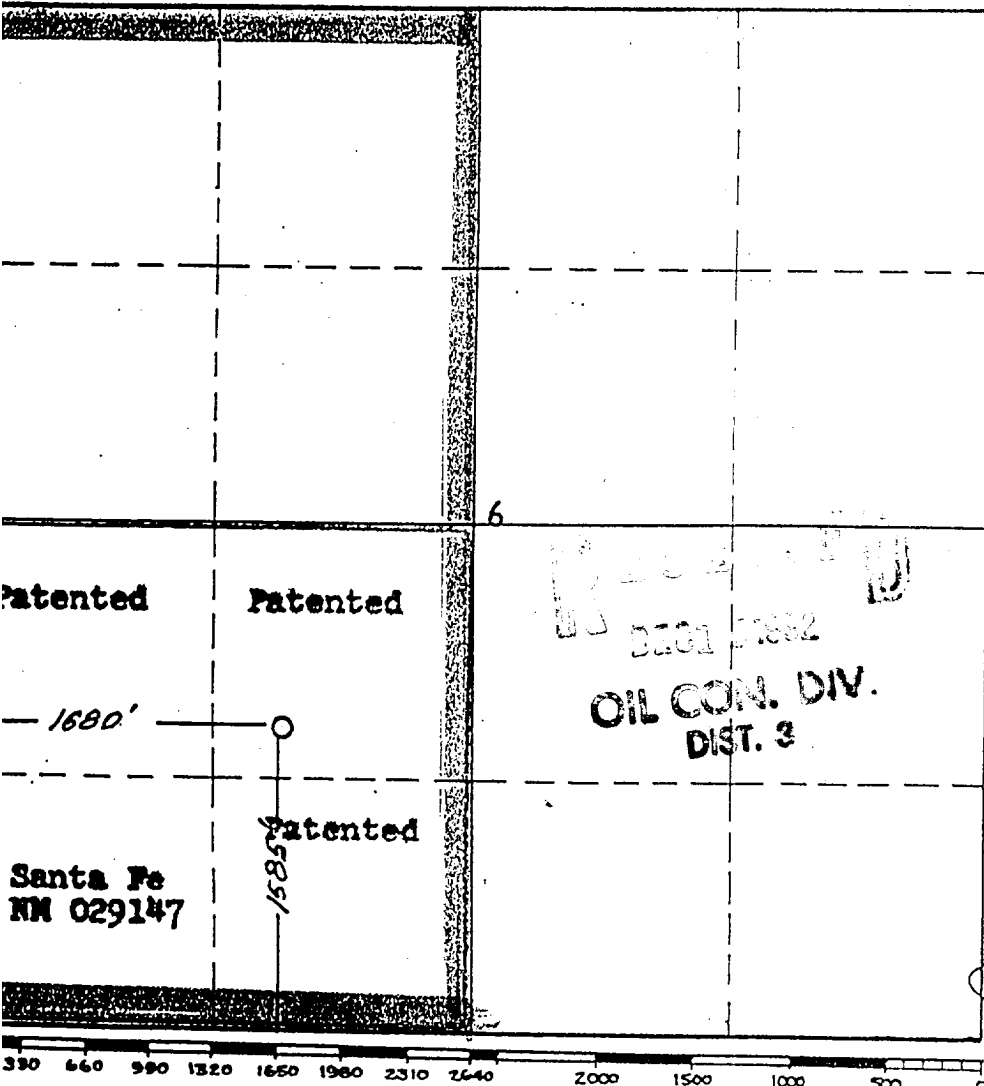 6
Patented Patented
OIL CON. DIV.
DIST. 3
1680'
Patented
1585'
Santa Fe
NM 029147
330 660 990 1320 1650 1980 2310 2640 2000 1500 1000 500 0